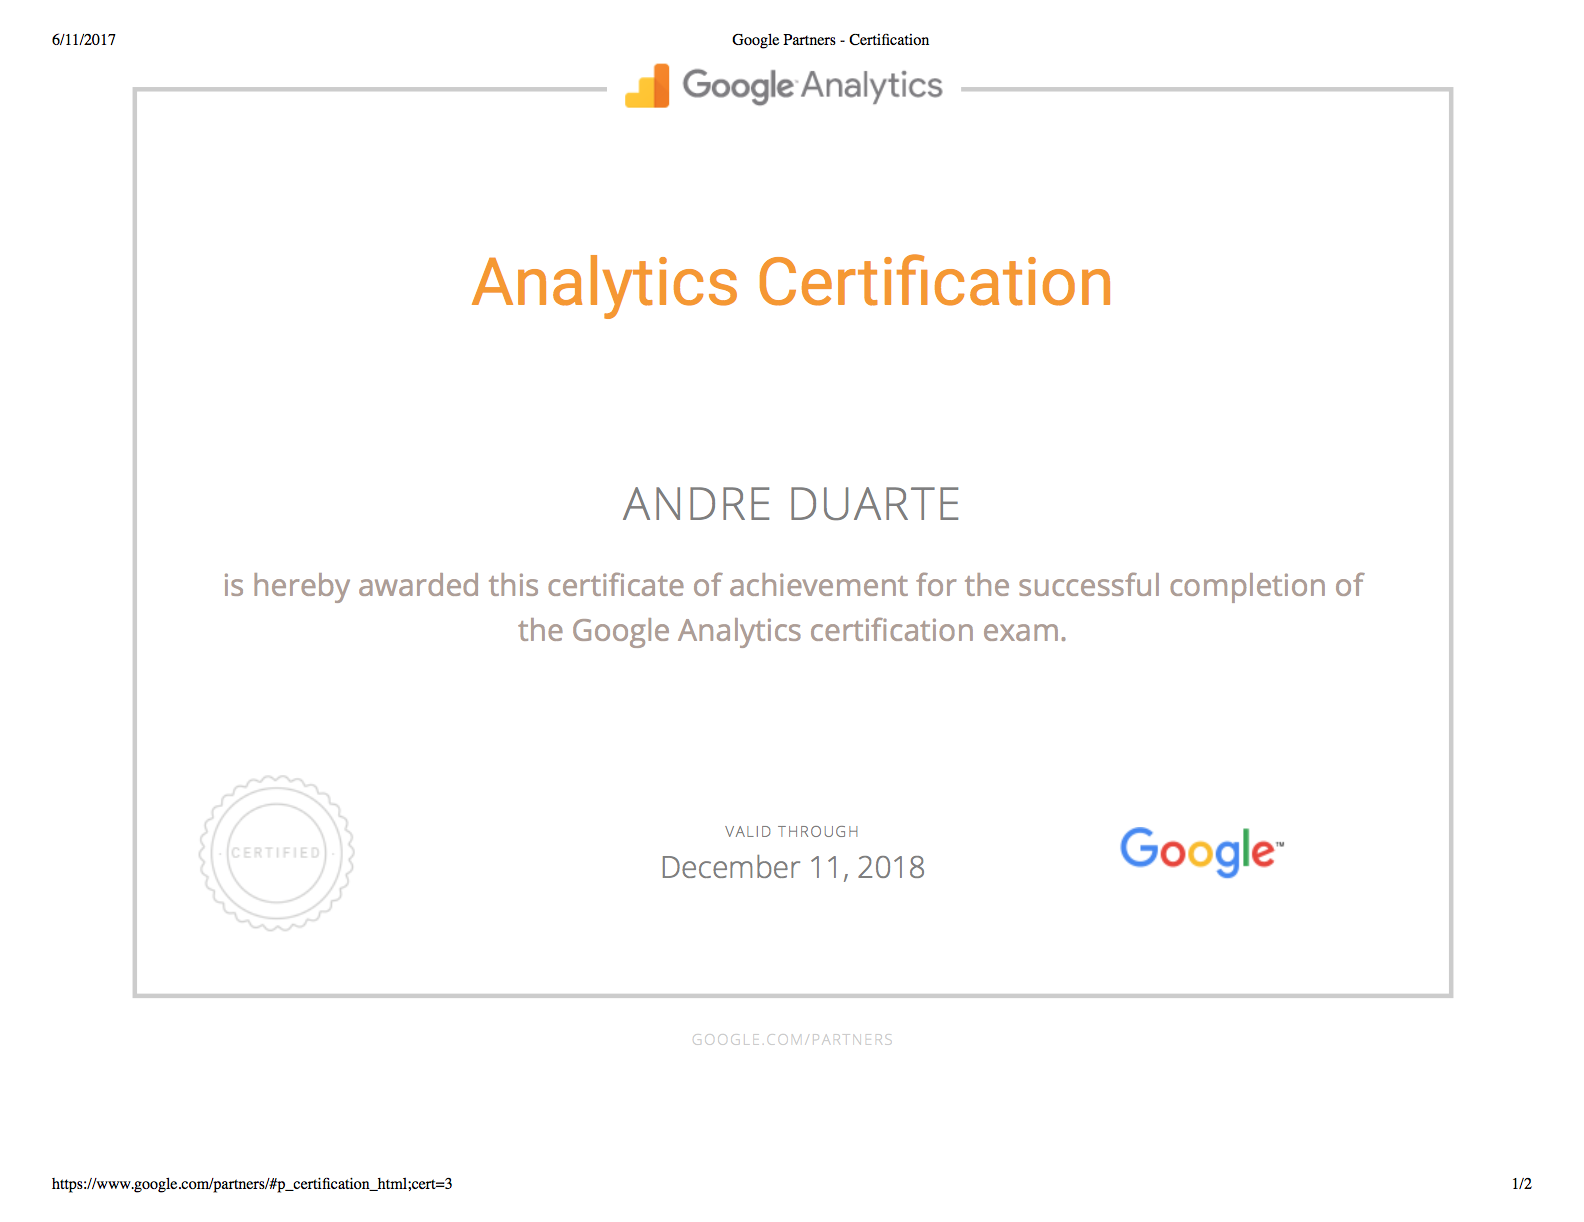 6/11/2017 Google Partners - Certification
Google Analytics
Analytics Certification
ANDRE DUARTE
is hereby awarded this certificate of achievement for the successful completion of
the Google Analytics certification exam.
CERTIFIED
VALID THROUGH
December 11, 2018
Google™
GOOGLE.COM/PARTNERS
https://www.google.com/partners/#p_certification_html;cert=3 1/2